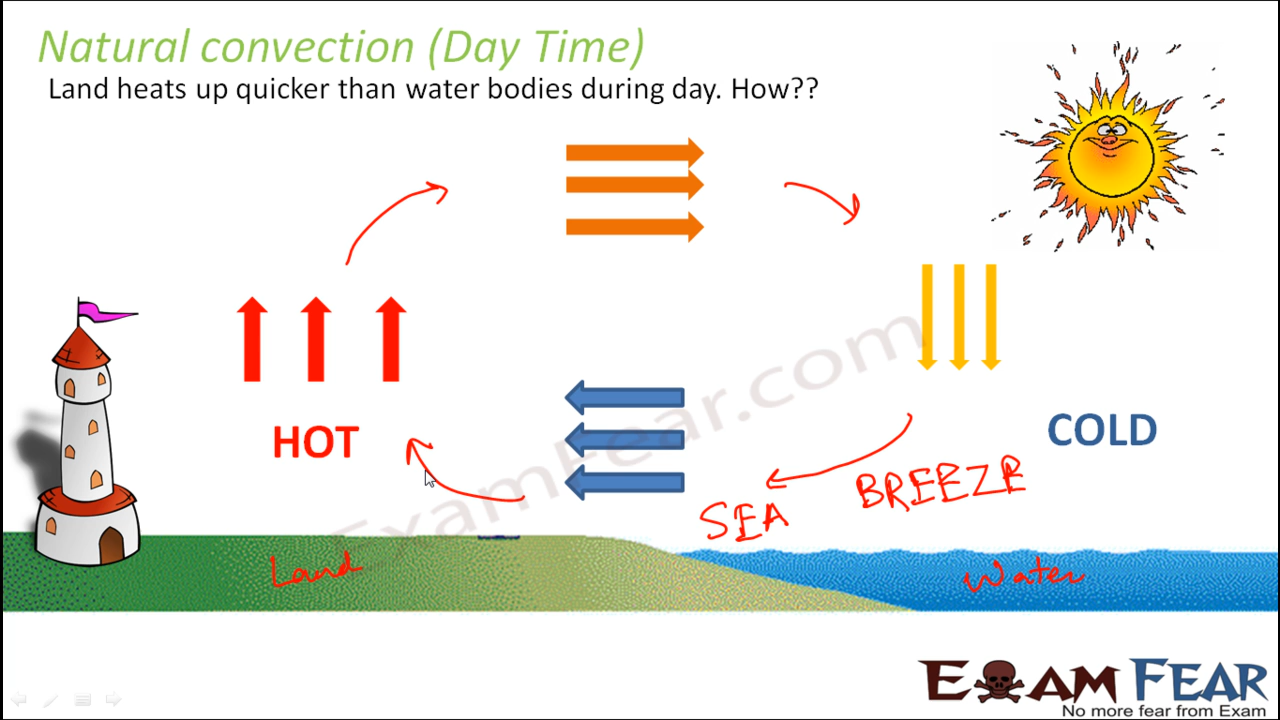 Natural convection (Day Time)
Land heats up quicker than water bodies during day. How??
ExamFear.com
HOT
COLD
SEA BREEZE
Land
Water
EXAM FEAR
No more fear from Exam